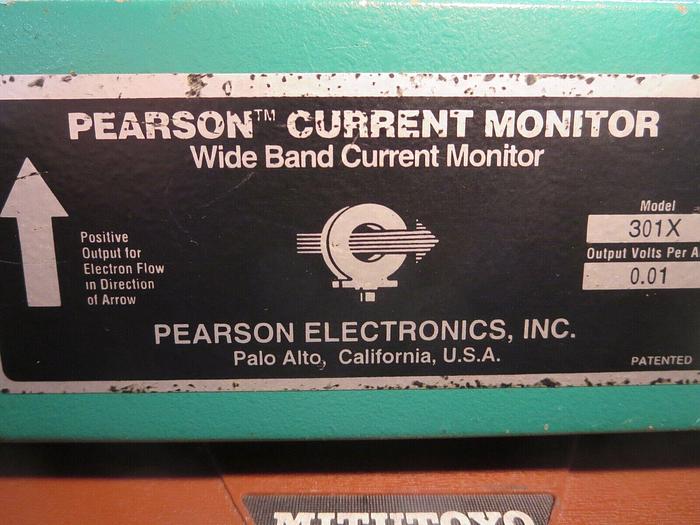 PEARSON™ CURRENT MONITOR
Wide Band Current Monitor
Positive
Output for
Electron Flow
in Direction
of Arrow
Model
301X
Output Volts Per A
0.01
PEARSON ELECTRONICS, INC.
Palo Alto, California, U.S.A.
PATENTED
MITUTOYO